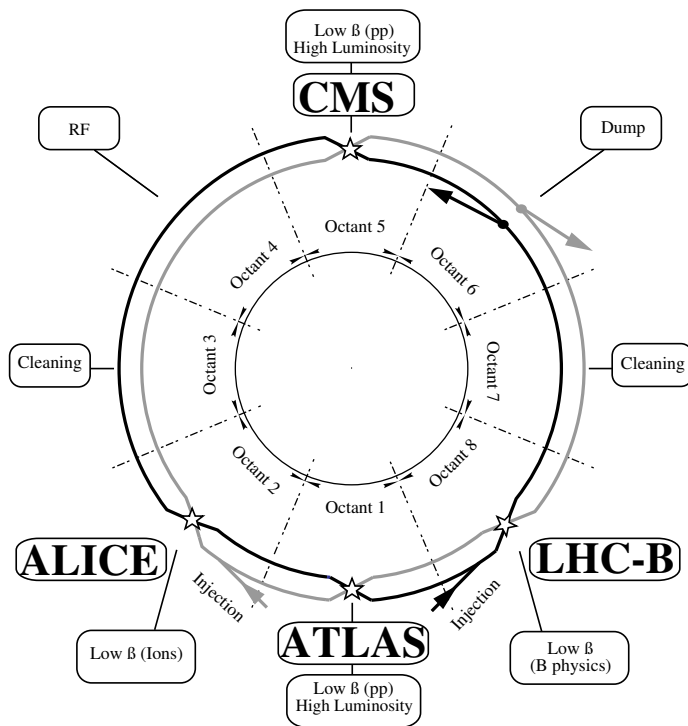 Low ß (pp)
High Luminosity
CMS
RF
Dump
Octant 5
Octant 4
Octant 6
Cleaning
Octant 3
Octant 7
Cleaning
Octant 2
Octant 8
Octant 1
ALICE
LHC-B
Injection
Injection
ATLAS
Low ß (Ions)
Low ß
(B physics)
Low ß (pp)
High Luminosity